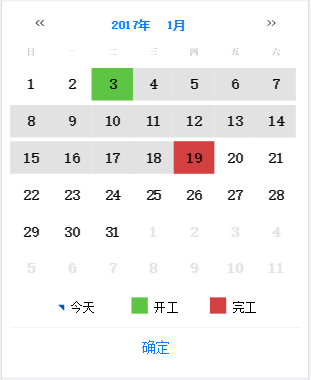 « 2017年 1月 »
日 一 二 三 四 五 六
1 2 3 4 5 6 7
8 9 10 11 12 13 14
15 16 17 18 19 20 21
22 23 24 25 26 27 28
29 30 31 1 2 3 4
5 6 7 8 9 10 11
今天 开工 完工
确定